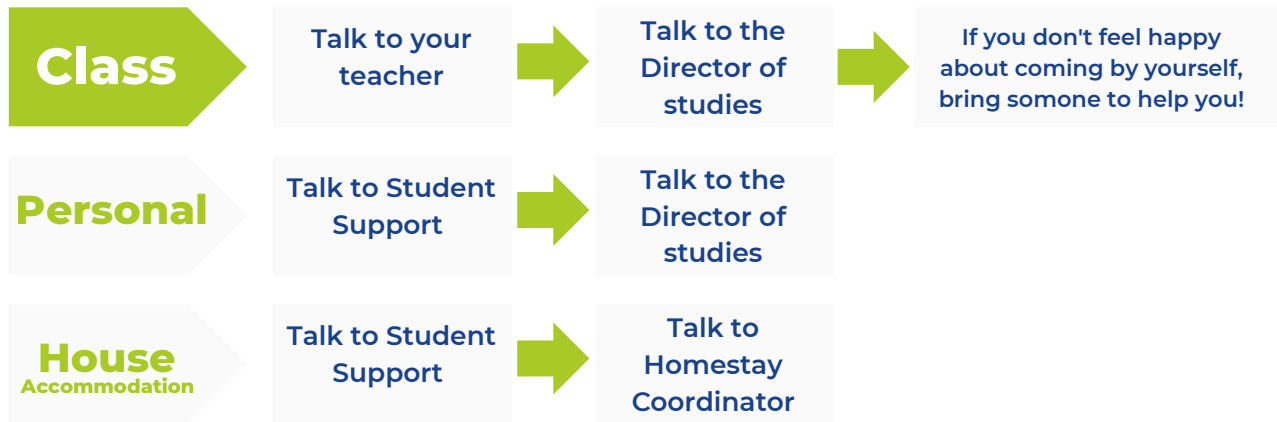 Class
Talk to your
teacher
Talk to the
Director of
studies
If you don't feel happy
about coming by yourself,
bring somone to help you!
Personal
Talk to Student
Support
Talk to the
Director of
studies
House
Accommodation
Talk to Student
Support
Talk to
Homestay
Coordinator